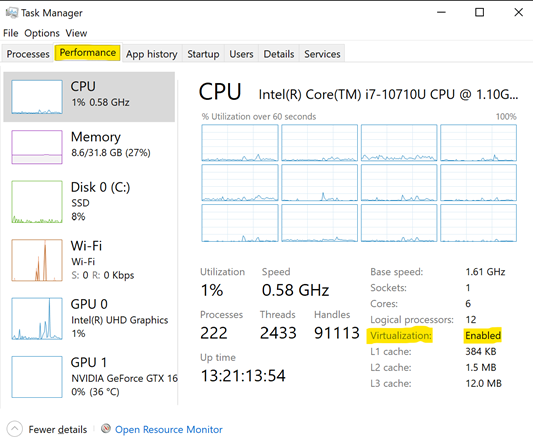 Task Manager
File Options View
Processes Performance App history Startup Users Details Services
CPU
1% 0.58 GHz
Memory
8.6/31.8 GB (27%)
Disk 0 (C:)
SSD
8%
Wi-Fi
Wi-Fi
S: 0 R: 0 Kbps
GPU 0
Intel(R) UHD Graphics
1%
GPU 1
NVIDIA GeForce GTX 16
0% (36 °C)
CPU Intel(R) Core(TM) i7-10710U CPU @ 1.10G...
% Utilization over 60 seconds 100%
Utilization Speed
1% 0.58 GHz
Processes Threads Handles
222 2433 91113
Up time
13:21:13:54
Base speed: 1.61 GHz
Sockets: 1
Cores: 6
Logical processors: 12
Virtualization: Enabled
L1 cache: 384 KB
L2 cache: 1.5 MB
L3 cache: 12.0 MB
Fewer details Open Resource Monitor